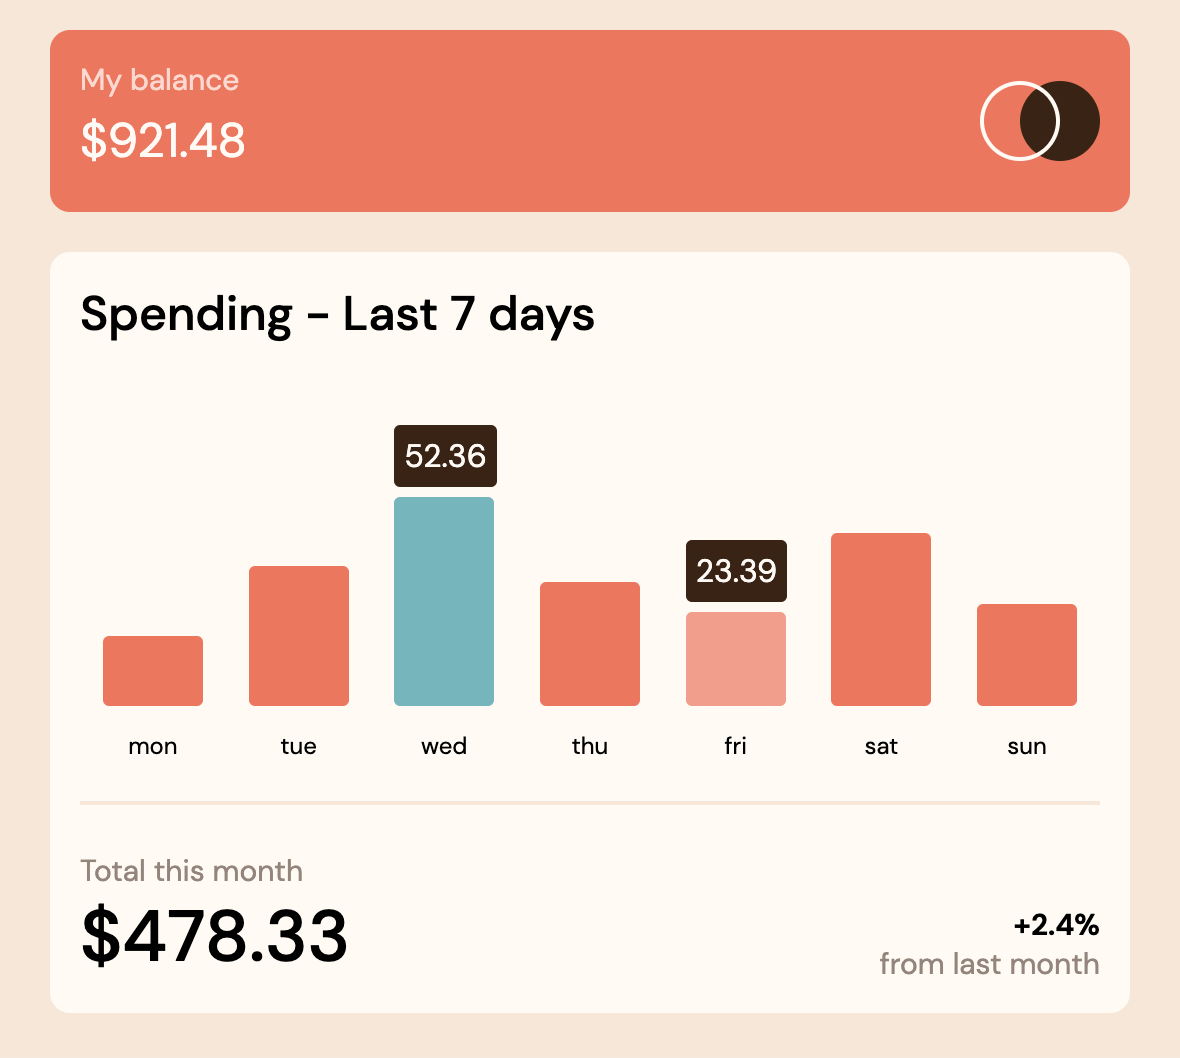 My balance
$921.48
Spending - Last 7 days
52.36
23.39
mon tue wed thu fri sat sun
Total this month
$478.33
+2.4%
from last month